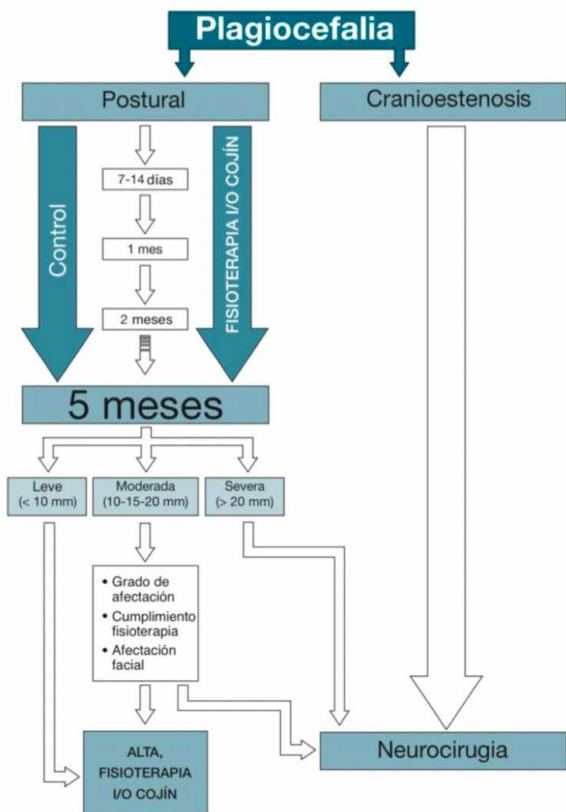 Plagiocefalia
Postural
Cranioestenosis
Control
7-14 días
1 mes
2 meses
FISIOTERAPIA I/O COJÍN
5 meses
Leve
(< 10 mm)
Moderada
(10-15-20 mm)
Severa
(> 20 mm)
• Grado de
afectación
• Cumplimiento
fisioterapia
• Afectación
facial
ALTA,
FISIOTERAPIA
I/O COJÍN
Neurocirugia